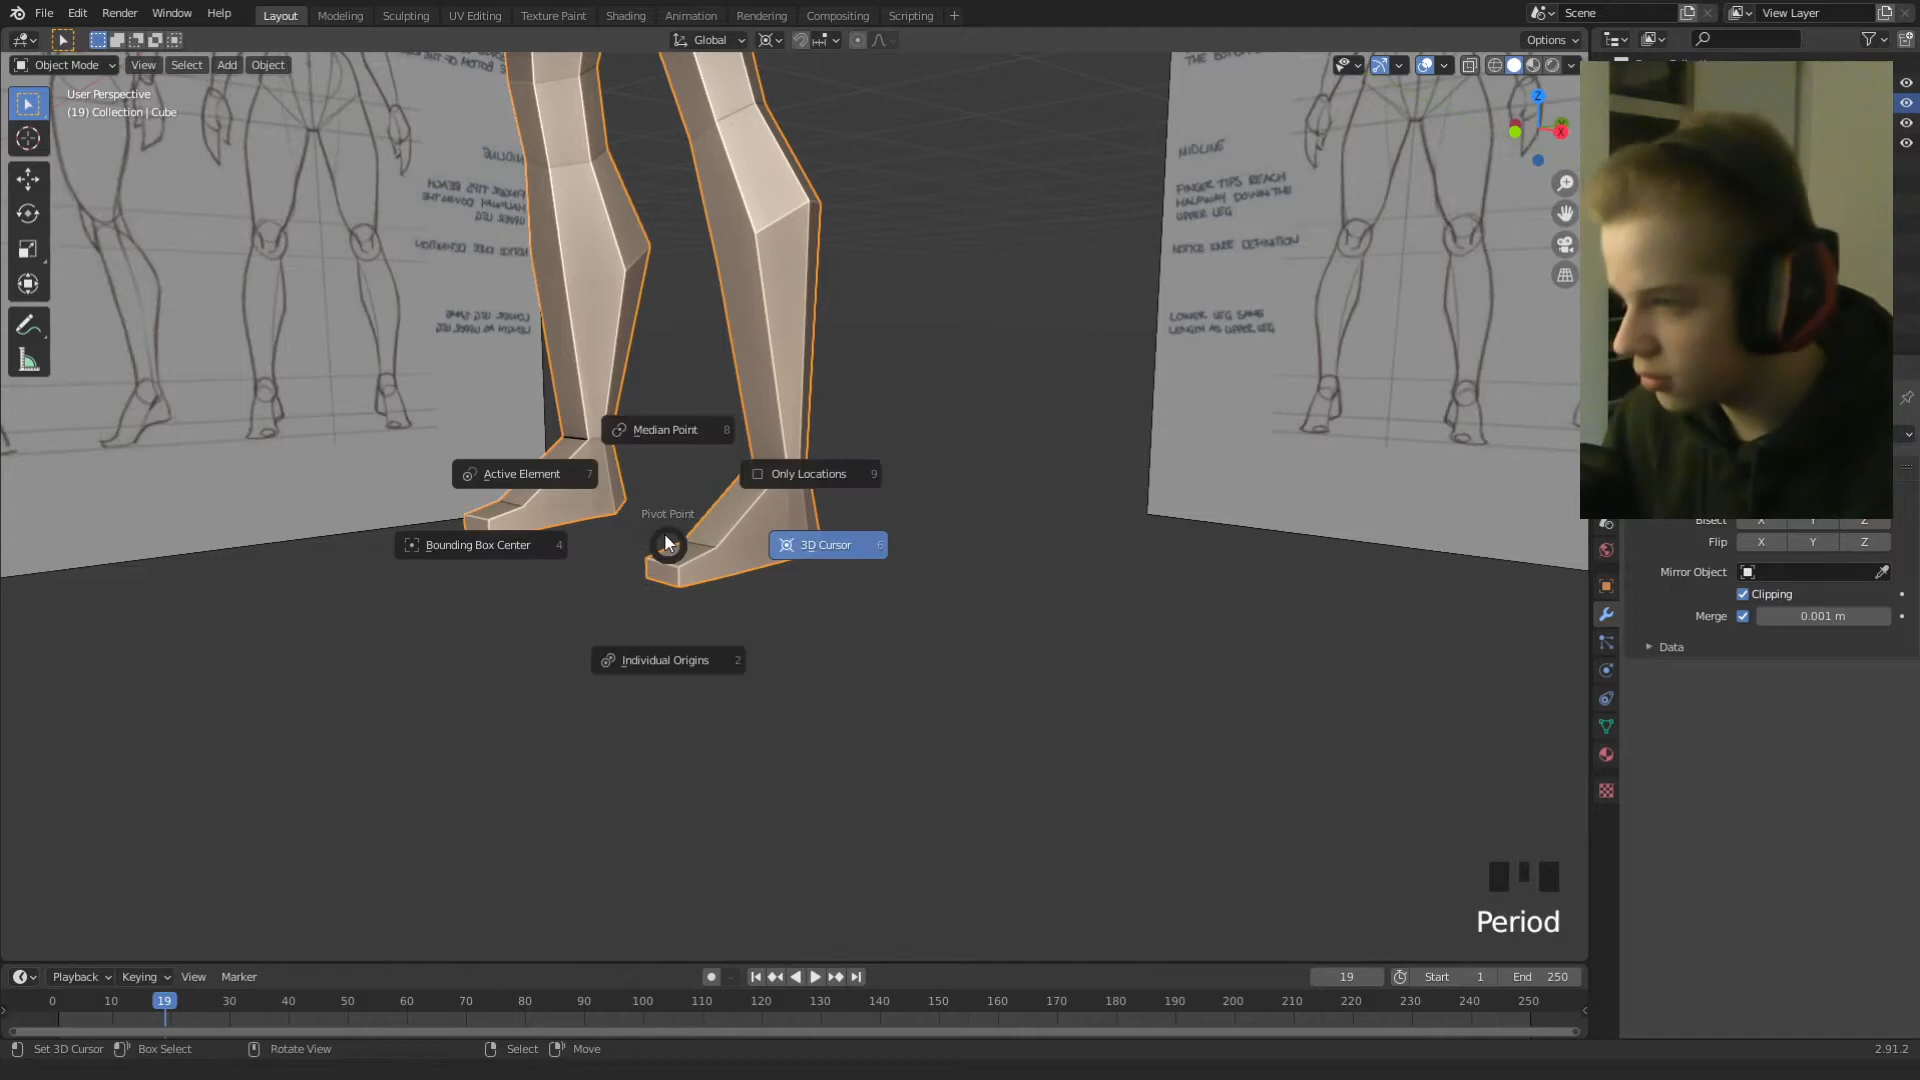 File Edit Render Window Help Layout Modeling Sculpting UV Editing Texture Paint Shading Animation Rendering Compositing Scripting + Scene View Layer
Global Options
Object Mode View Select Add Object
User Perspective
(19) Collection | Cube
Z
X
MIDLINE
FINGER TIPS REACH
HALFWAY DOWN THE
UPPER LEG
NOTICE KNEE DEFINITION
LOWER LEG SAME
LENGTH AS UPPER LEG
Median Point 8
Active Element 7
Only Locations 9
Pivot Point
Bounding Box Center 4
3D Cursor 6
Individual Origins 2
Bisect X Y Z
Flip X Y Z
Mirror Object
Clipping
Merge 0.001 m
Data
Period
Playback Keying View Marker 19 Start 1 End 250
0 10 19 30 40 50 60 70 80 90 100 110 120 130 140 150 160 170 180 190 200 210 220 230 240 250
Set 3D Cursor Box Select Rotate View Select Move 2.91.2